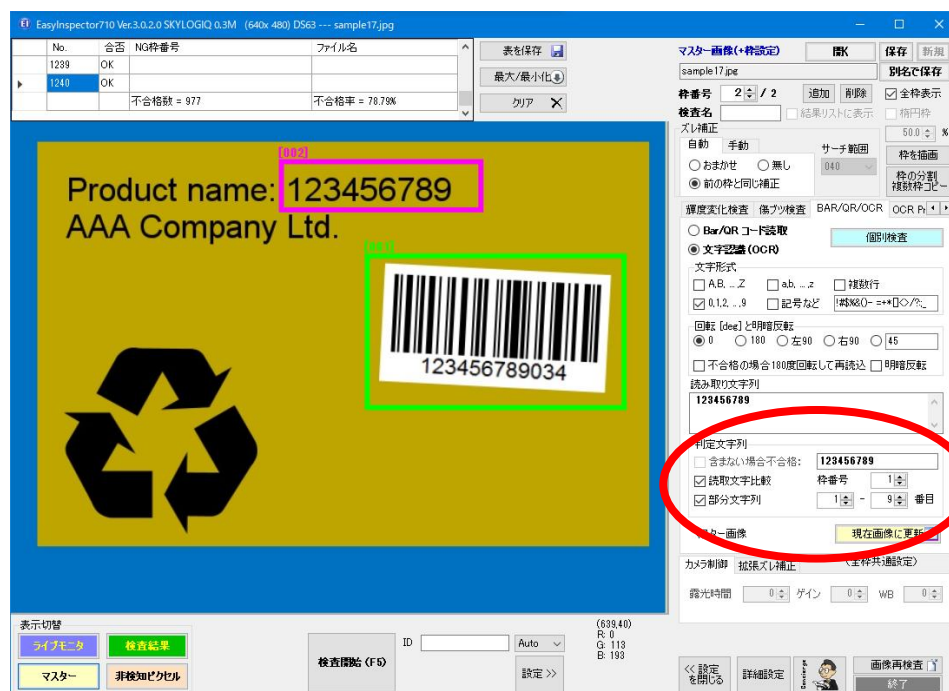 EasyInspector710 Ver.3.0.2.0 SKYLOGIQ 0.3M (640x 480) DS63 --- sample17.jpg
No. 合否 NG枠番号 ファイル名
1239 OK
1240 OK
不合格数 = 977 不合格率 = 78.79%
表を保存
最大/最小化
クリア
マスター画像(+枠設定) 開K 保存 新規
sample17.jpg 別名で保存
枠番号 2 / 2 追加 削除 全枠表示
検査名 結果リストに表示 楕円枠
ズレ補正 50.0 %
自動 手動 サーチ範囲 枠を描画
おまかせ 無し 040
前の枠と同じ補正 枠の分割
複数枠コピー
輝度変化検査 傷ブツ検査 BAR/QR/OCR OCR
Bar/QR コード読取 個別検査
文字認識(OCR)
文字形式
A,B, ...,Z a,b, ...,z 複数行
0,1,2, ...,9 記号など !#$%&()- =+*[]<>/?:;_
回転 [deg] と明暗反転
0 180 左90 右90 45
不合格の場合180度回転して再読込 明暗反転
読み取り文字列
123456789
判定文字列
含まない場合不合格: 123456789
読取文字比較 枠番号 1
部分文字列 1 - 9 番目
マスター画像 現在画像に更新
カメラ制御 拡張ズレ補正 (全枠共通設定)
露光時間 0 ゲイン 0 WB 0
[002]
Product name: 123456789
AAA Company Ltd.
[001]
123456789034
表示切替
ライブモニタ 検査結果
マスター 非検知ピクセル
検査開始 (F5)
ID Auto
設定 >>
(639,40)
R: 0
G: 113
B: 193
<< 設定
を閉じる
詳細設定
画像再検査
終了